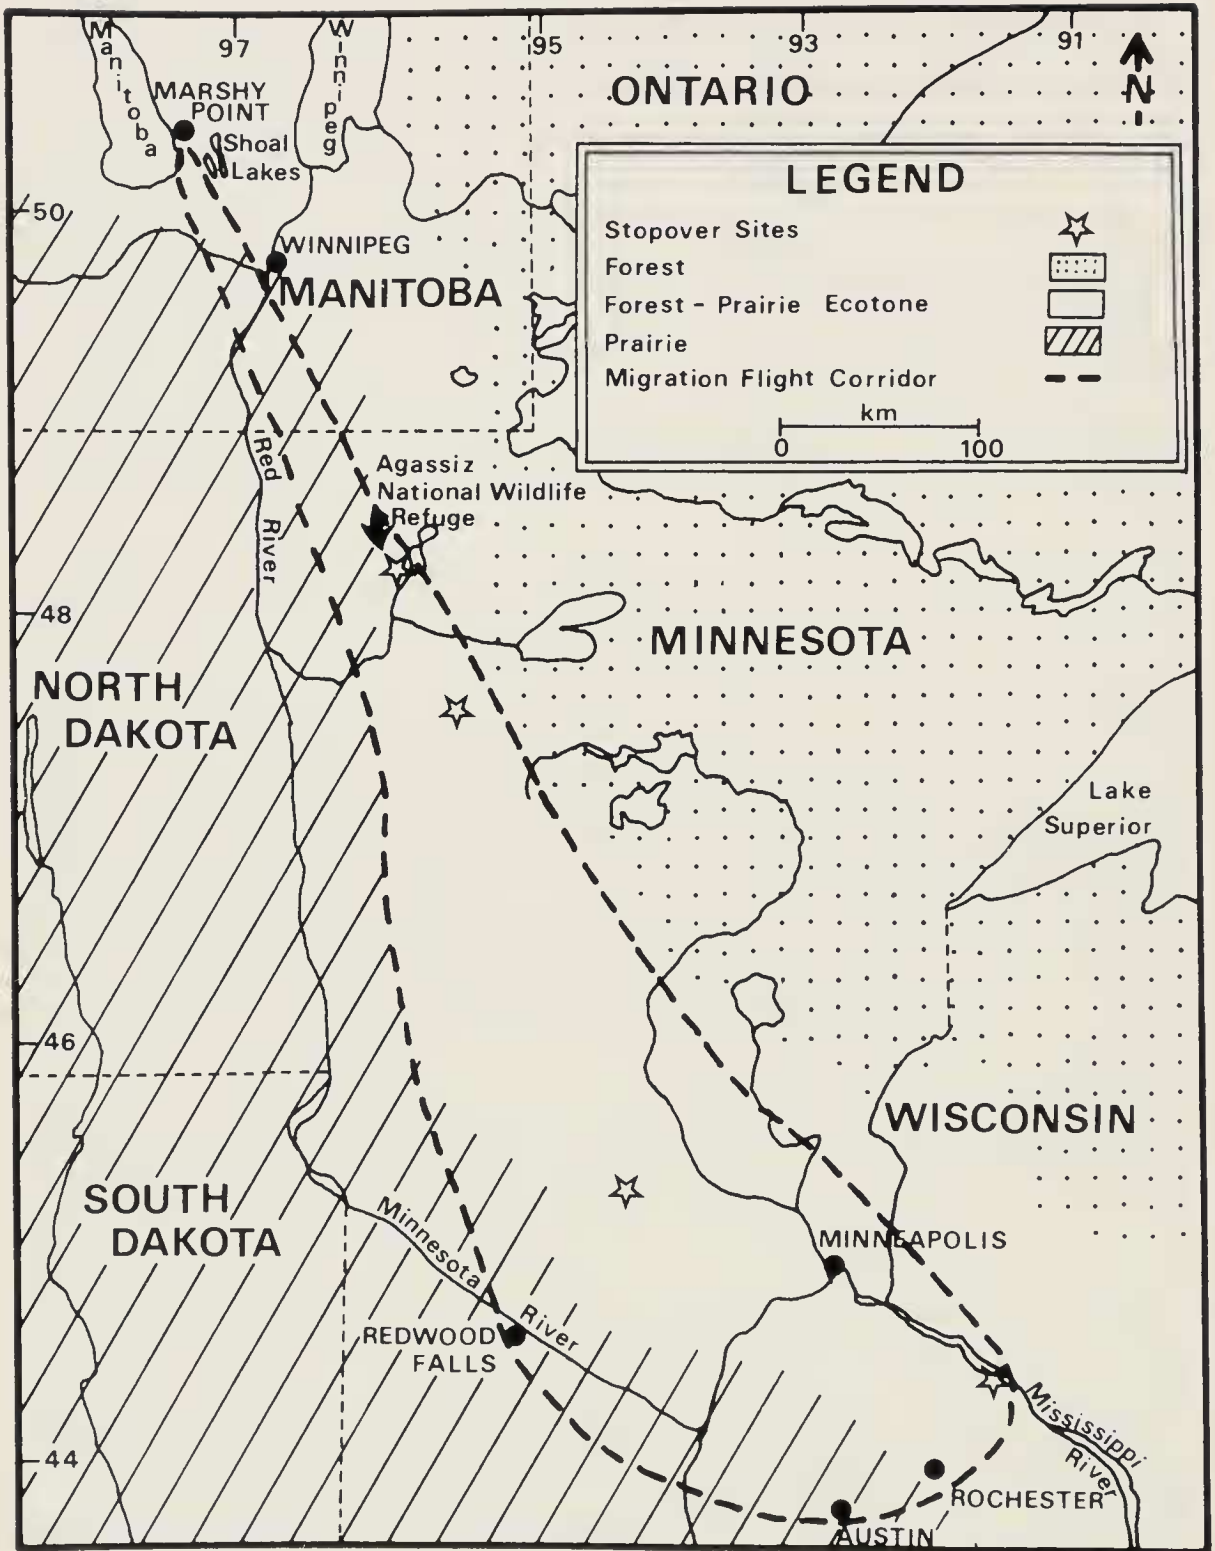 Manitoba
97
Winnipeg
95
93
91
N
ONTARIO
MARSHY
POINT
Shoal
Lakes
50
WINNIPEG
MANITOBA
LEGEND
Stopover Sites
Forest
Forest - Prairie Ecotone
Prairie
Migration Flight Corridor
km
0 100
Red
River
Agassiz
National Wildlife
Refuge
48
MINNESOTA
NORTH
DAKOTA
Lake
Superior
46
WISCONSIN
SOUTH
DAKOTA
Minnesota
River
MINNEAPOLIS
REDWOOD
FALLS
Mississippi
River
44
ROCHESTER
AUSTIN